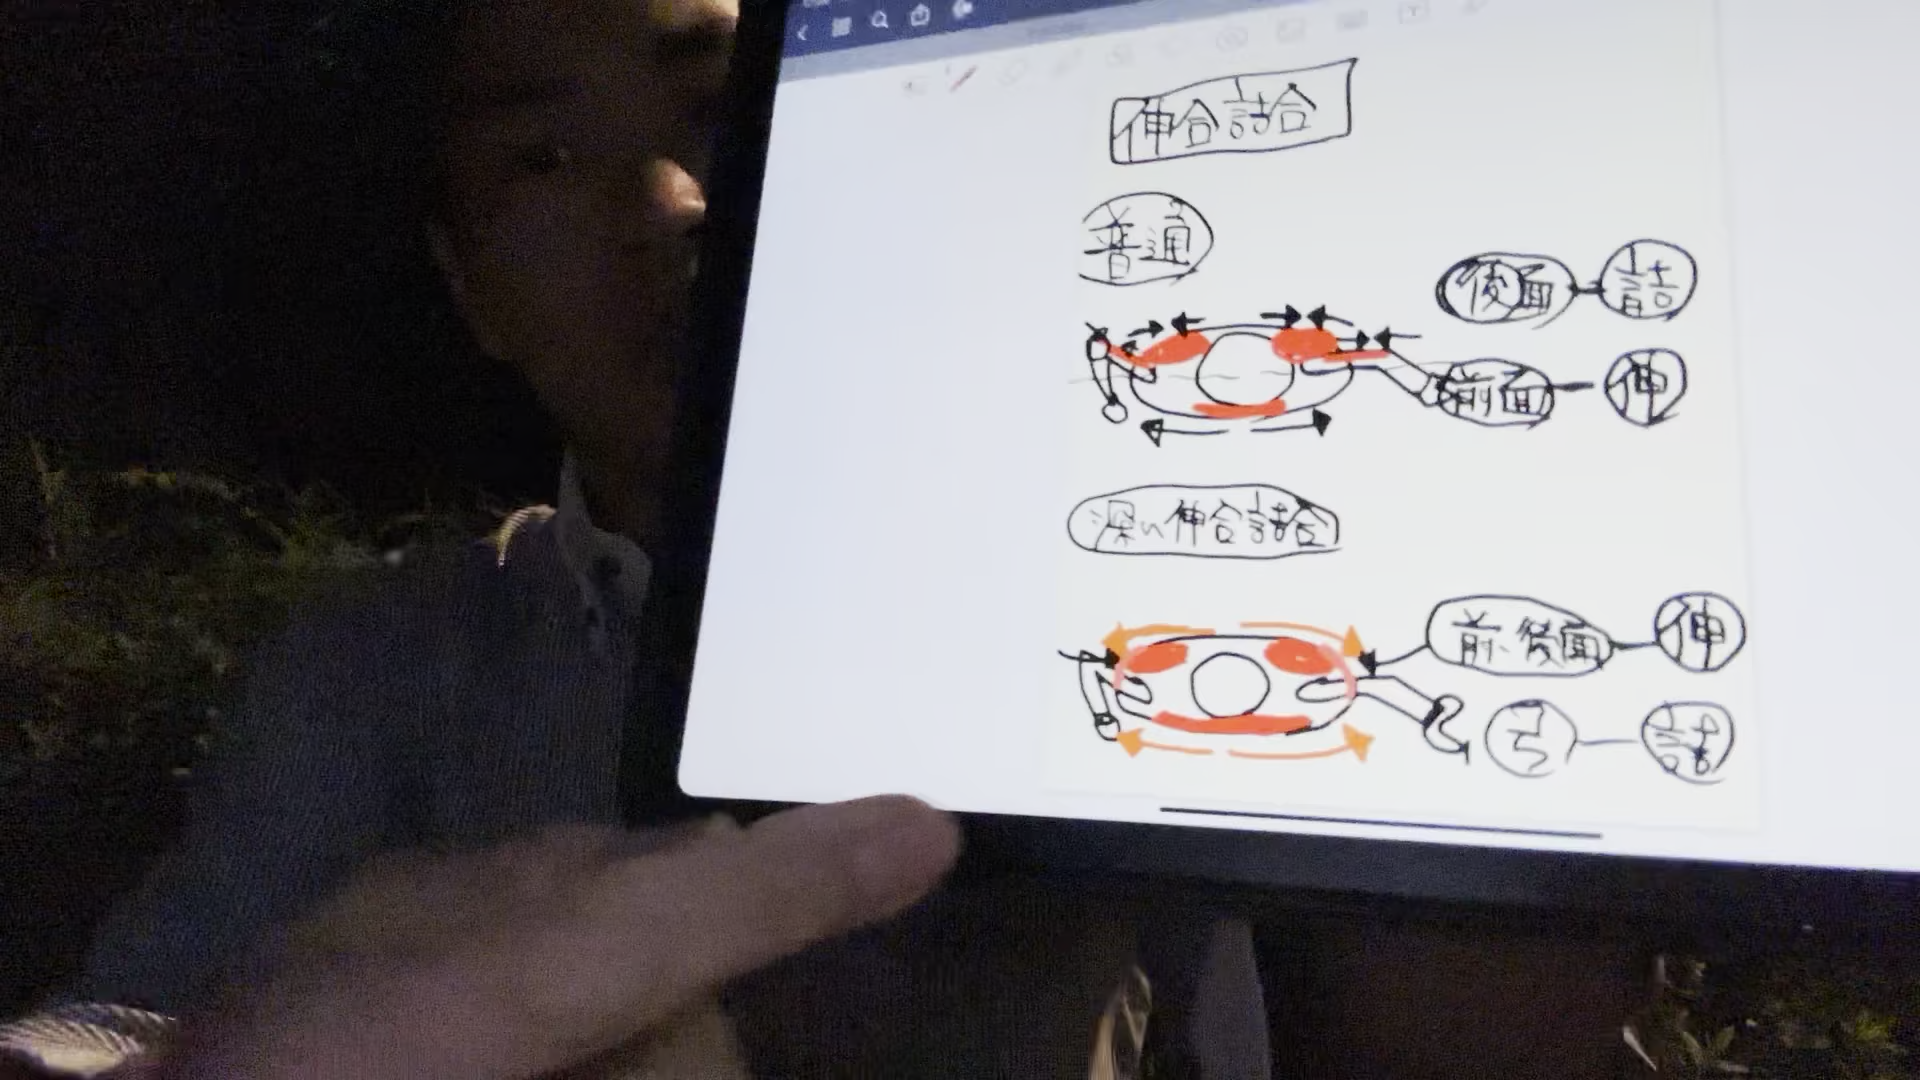 伸合詰合
普通
後面 詰
前面 伸
深い伸合詰合
前、後面 伸
弓 詰